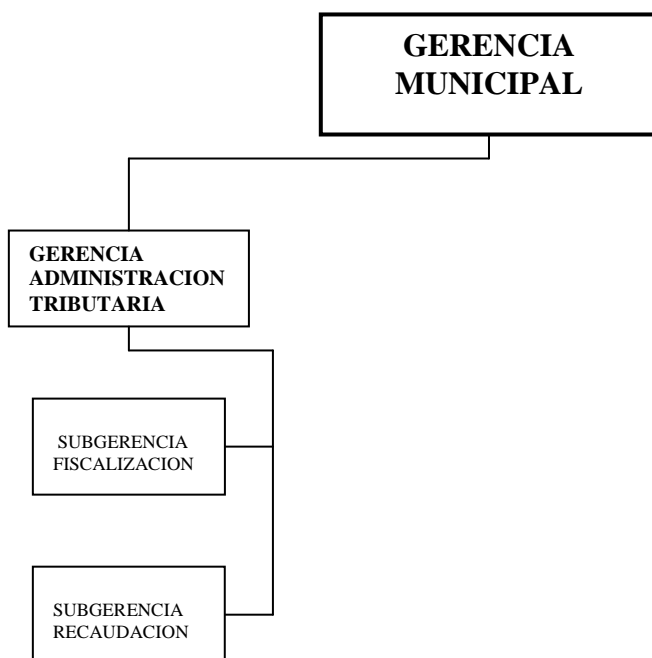 GERENCIA
MUNICIPAL
GERENCIA
ADMINISTRACION
TRIBUTARIA
SUBGERENCIA
FISCALIZACION
SUBGERENCIA
RECAUDACION